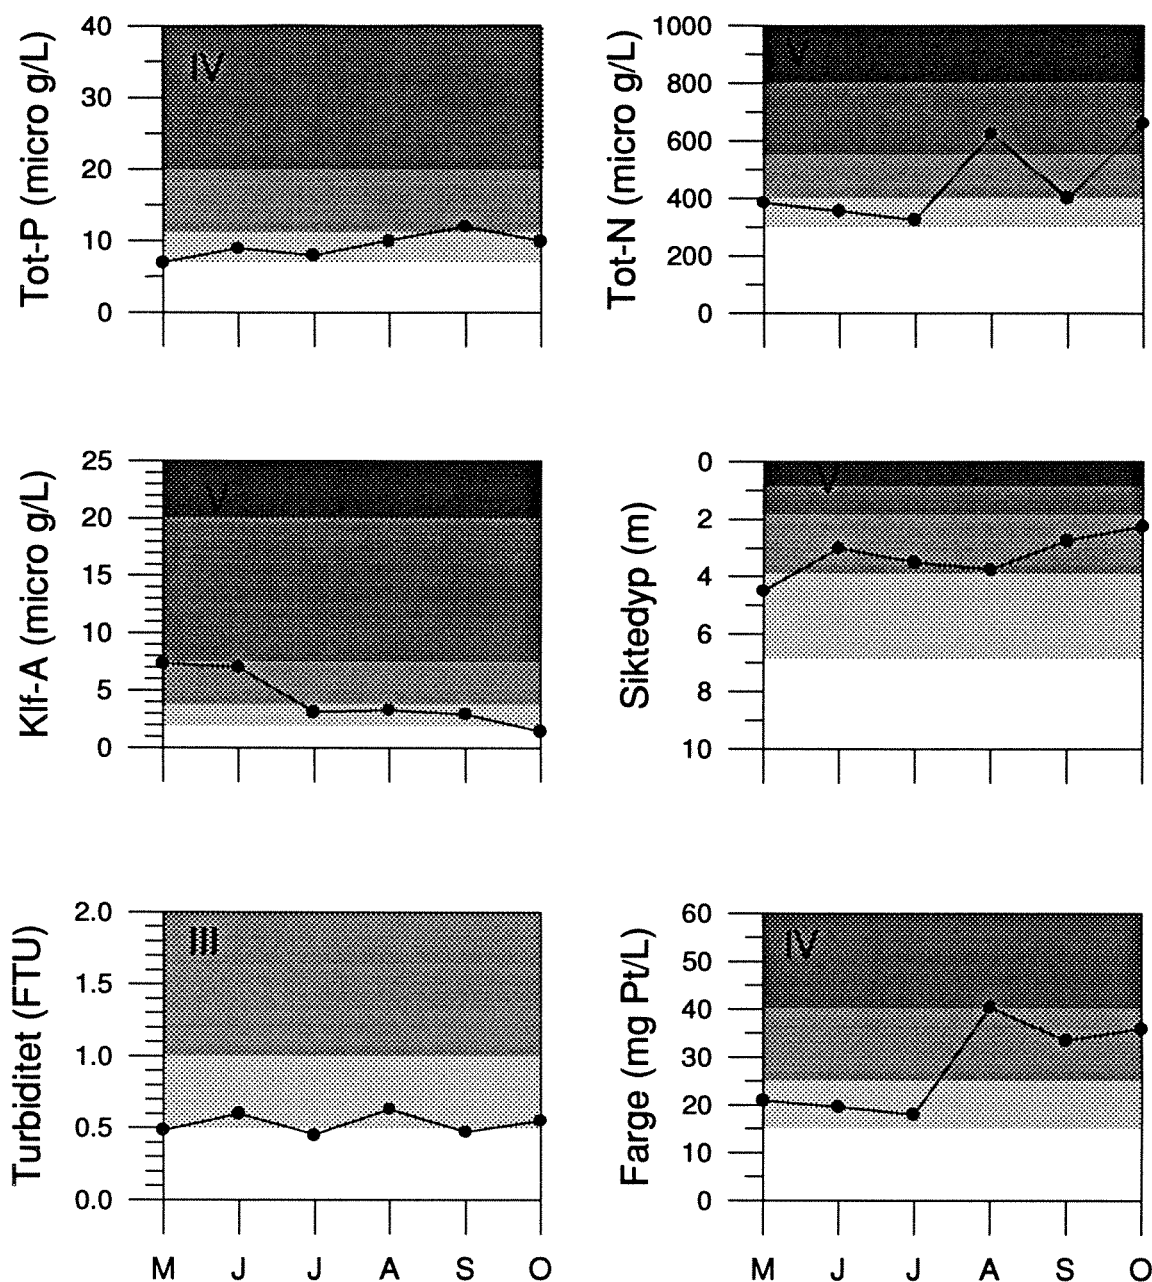 Tot-P (micro g/L)
40
30
20
10
0
IV
Tot-N (micro g/L)
1000
800
600
400
200
0
V
Klf-A (micro g/L)
25
20
15
10
5
0
V
Siktedyp (m)
0
2
4
6
8
10
V
Turbiditet (FTU)
2.0
1.5
1.0
0.5
0.0
III
M J J A S O
Farge (mg Pt/L)
60
50
40
30
20
10
0
IV
M J J A S O